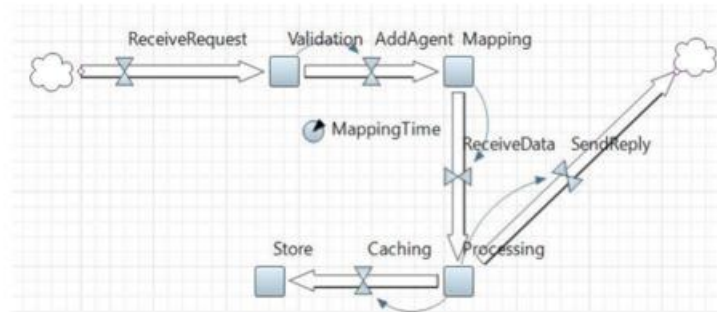 ReceiveRequest Validation AddAgent Mapping
MappingTime
ReceiveData SendReply
Store Caching Processing